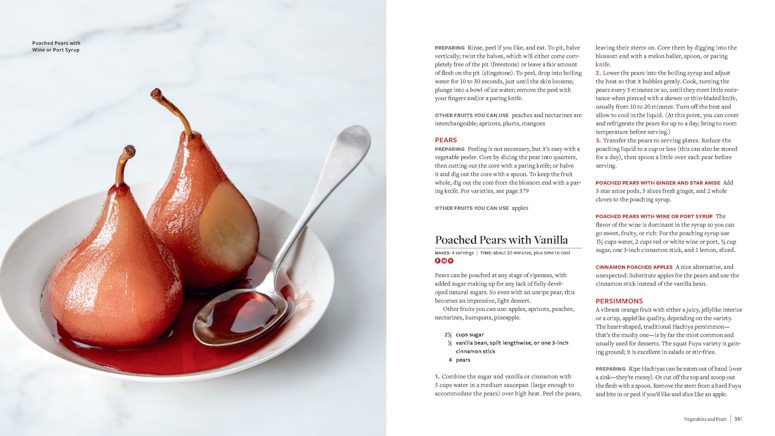 Poached Pears with
Wine or Port Syrup
PREPARING Rinse, peel if you like, and eat. To pit, halve
vertically; twist the halves, which will either come com-
pletely free of the pit (freestone) or leave a fair amount
of flesh on the pit (clingstone). To peel, drop into boiling
water for 10 to 30 seconds, just until the skin loosens;
plunge into a bowl of ice water; remove the peel with
your fingers and/or a paring knife.
OTHER FRUITS YOU CAN USE peaches and nectarines are
interchangeable; apricots, plums, mangoes
PEARS
PREPARING Peeling is not necessary, but it's easy with a
vegetable peeler. Core by slicing the pear into quarters,
then cutting out the core with a paring knife; or halve
it and dig out the core with a spoon. To keep the fruit
whole, dig out the core from the blossom end with a par-
ing knife. For varieties, see page 379
OTHER FRUITS YOU CAN USE apples
Poached Pears with Vanilla
MAKES: 4 servings | TIME: About 20 minutes, plus time to cool
F M V
Pears can be poached at any stage of ripeness, with
added sugar making up for any lack of fully devel-
oped natural sugars. So even with an unripe pear, this
becomes an impressive, light dessert.
Other fruits you can use: apples, apricots, peaches,
nectarines, kumquats, pineapple.
2½ cups sugar
½ vanilla bean, split lengthwise, or one 3-inch
cinnamon stick
4 pears
1. Combine the sugar and vanilla or cinnamon with
5 cups water in a medium saucepan (large enough to
accommodate the pears) over high heat. Peel the pears,
leaving their stems on. Core them by digging into the
blossom end with a melon baller, spoon, or paring
knife.
2. Lower the pears into the boiling syrup and adjust
the heat so that it bubbles gently. Cook, turning the
pears every 5 minutes or so, until they meet little resis-
tance when pierced with a skewer or thin-bladed knife,
usually from 10 to 20 minutes. Turn off the heat and
allow to cool in the liquid. (At this point, you can cover
and refrigerate the pears for up to a day; bring to room
temperature before serving.)
3. Transfer the pears to serving plates. Reduce the
poaching liquid to a cup or less (this can also be stored
for a day), then spoon a little over each pear before
serving.
POACHED PEARS WITH GINGER AND STAR ANISE Add
3 star anise pods, 5 slices fresh ginger, and 2 whole
cloves to the poaching syrup.
POACHED PEARS WITH WINE OR PORT SYRUP The
flavor of the wine is dominant in the syrup so you can
go sweet, fruity, or rich: For the poaching syrup use
1½ cups water, 2 cups red or white wine or port, ¾ cup
sugar, one 3-inch cinnamon stick, and 1 lemon, sliced.
CINNAMON POACHED APPLES A nice alternative, and
unexpected: Substitute apples for the pears and use the
cinnamon stick instead of the vanilla bean.
PERSIMMONS
A vibrant orange fruit with either a juicy, jellylike interior
or a crisp, applelike quality, depending on the variety.
The heart-shaped, traditional Hachiya persimmon—
that's the mushy one—is by far the most common and
usually used for desserts. The squat Fuyu variety is gain-
ing ground; it is excellent in salads or stir-fries.
PREPARING Ripe Hachiyas can be eaten out of hand (over
a sink—they're messy). Or cut off the top and scoop out
the flesh with a spoon. Remove the stem from a hard Fuyu
and bite in or peel if you'd like and slice like an apple.
Vegetables and Fruit | 381